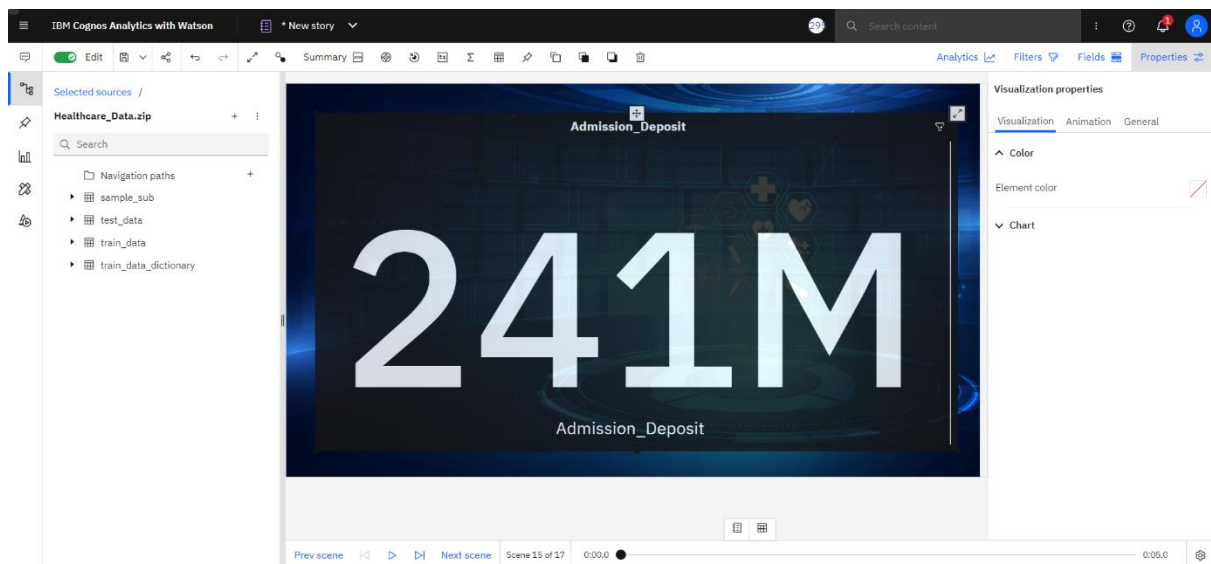 IBM Cognos Analytics with Watson
* New story
295
Search content
1
Edit
Summary
Analytics
Filters
Fields
Properties
Selected sources /
Healthcare_Data.zip
Search
Navigation paths
sample_sub
test_data
train_data
train_data_dictionary
Admission_Deposit
241M
Admission_Deposit
Visualization properties
Visualization Animation General
Color
Element color
Chart
Prev scene
Next scene
Scene 15 of 17
0:00.0
0:05.0